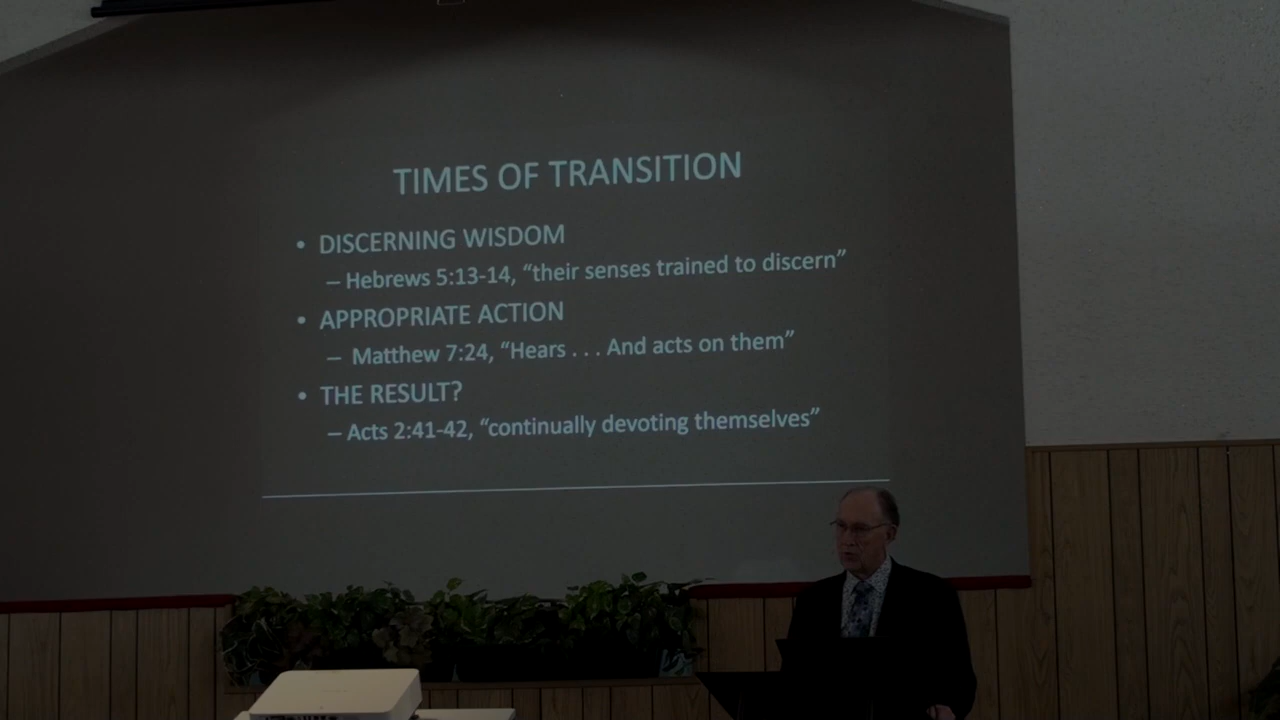 TIMES OF TRANSITION
• DISCERNING WISDOM
– Hebrews 5:13-14, “their senses trained to discern”
• APPROPRIATE ACTION
– Matthew 7:24, “Hears . . . And acts on them”
• THE RESULT?
– Acts 2:41-42, “continually devoting themselves”